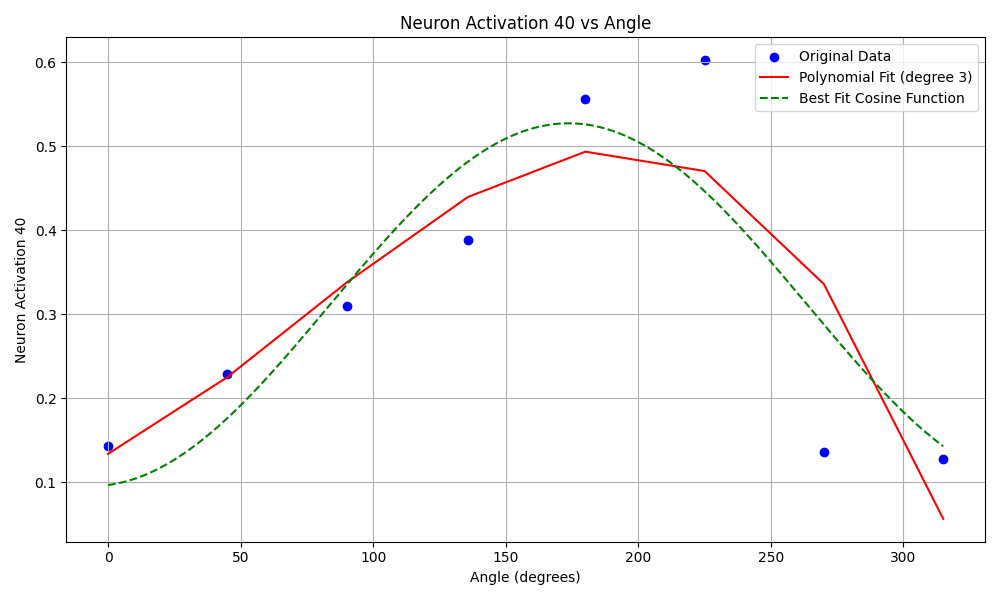 Neuron Activation 40 vs Angle
Original Data
Polynomial Fit (degree 3)
Best Fit Cosine Function
Neuron Activation 40
0.6
0.5
0.4
0.3
0.2
0.1
0 50 100 150 200 250 300
Angle (degrees)